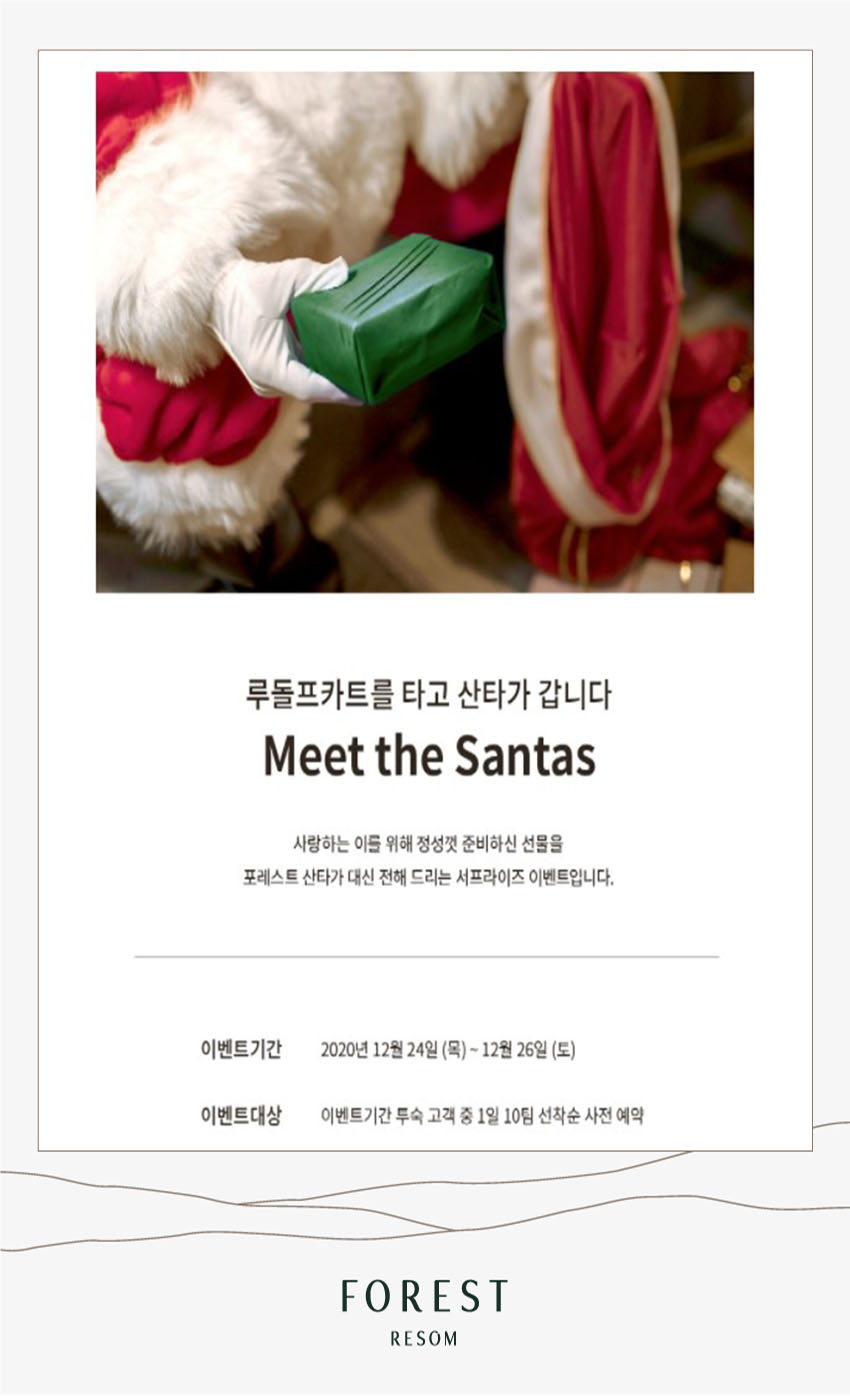 루돌프카트를 타고 산타가 갑니다
Meet the Santas
사랑하는 이를 위해 정성껏 준비하신 선물을
포레스트 산타가 대신 전해 드리는 서프라이즈 이벤트입니다.
이벤트기간 2020년 12월 24일 (목) ~ 12월 26일 (토)
이벤트대상 이벤트기간 투숙 고객 중 1일 10팀 선착순 사전 예약
FOREST
RESOM